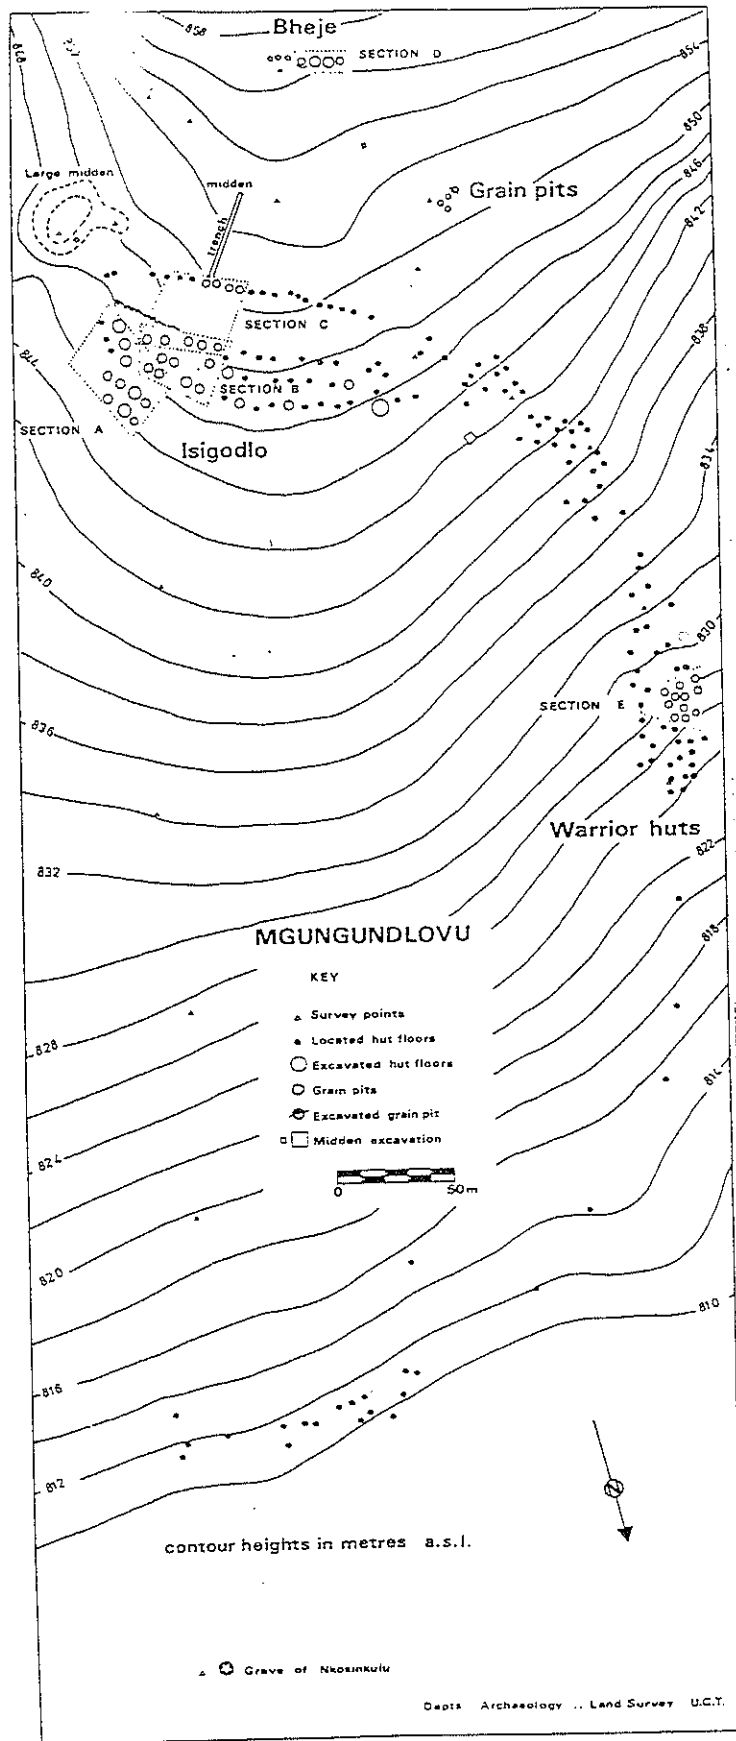 858
Bheje
SECTION D
848
854
850
Large midden
midden
Grain pits
846
842
trench
SECTION C
838
844
SECTION B
SECTION A
Isigodlo
834
840
830
SECTION E
836
Warrior huts
822
832
MGUNGUNDLOVU
818
KEY
Survey points
Located hut floors
828
Excavated hut floors
814
Grain pits
Excavated grain pit
Midden excavation
824
0 50m
820
810
816
812
N
contour heights in metres a.s.l.
Grave of Nkosinkulu
Depts Archaeology .. Land Survey U.C.T.